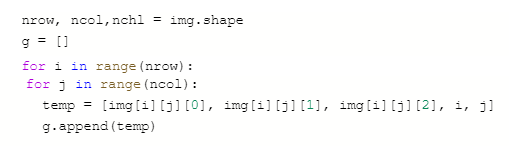 nrow, ncol,nchl = img.shape
g = []
for i in range(nrow):
for j in range(ncol):
temp = [img[i][j][0], img[i][j][1], img[i][j][2], i, j]
g.append(temp)